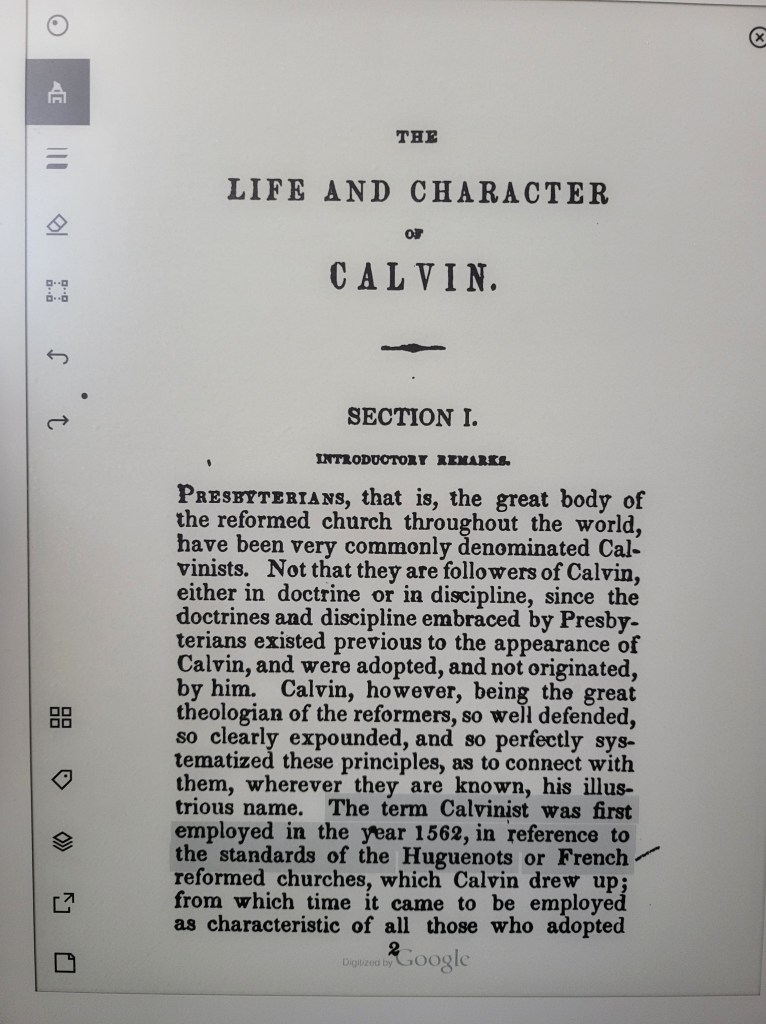 THE
LIFE AND CHARACTER
OF
CALVIN.
SECTION I.
INTRODUCTORY REMARKS.
PRESBYTERIANS, that is, the great body of
the reformed church throughout the world,
have been very commonly denominated Cal-
vinists. Not that they are followers of Calvin,
either in doctrine or in discipline, since the
doctrines and discipline embraced by Presby-
terians existed previous to the appearance of
Calvin, and were adopted, and not originated,
by him. Calvin, however, being the great
theologian of the reformers, so well defended,
so clearly expounded, and so perfectly sys-
tematized these principles, as to connect with
them, wherever they are known, his illus-
trious name. The term Calvinist was first
employed in the year 1562, in reference to
the standards of the Huguenots or French
reformed churches, which Calvin drew up;
from which time it came to be employed
as characteristic of all those who adopted
2
Digitized by Google